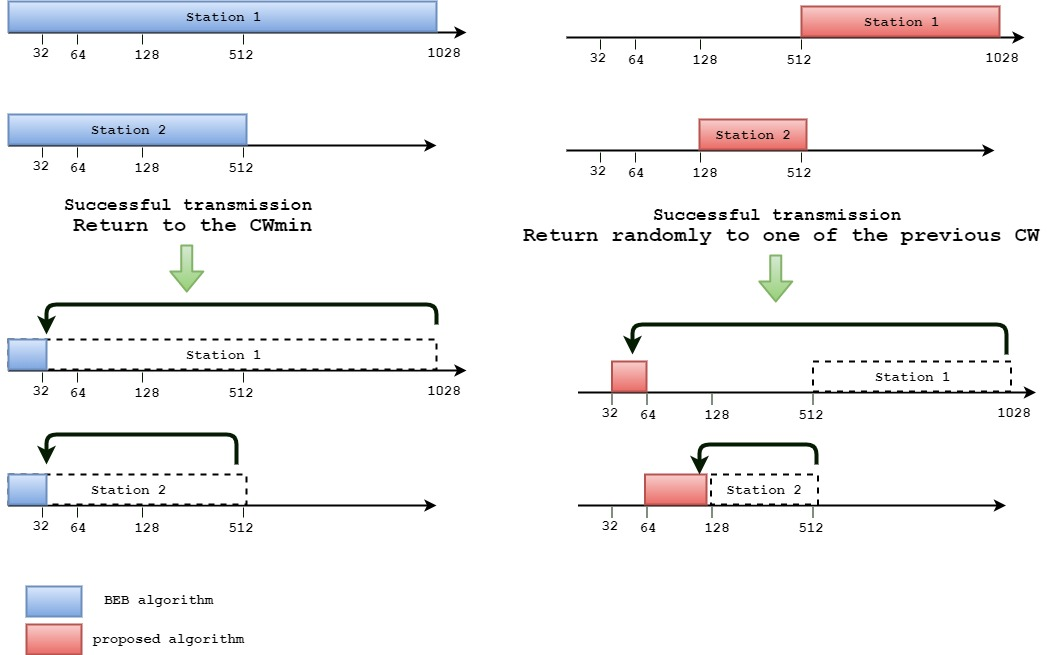 Station 1
32 64 128 512 1028
Station 2
32 64 128 512
Successful transmission
Return to the CWmin
Station 1
32 64 128 512 1028
Station 2
32 64 128 512
Station 1
32 64 128 512 1028
Station 2
32 64 128 512
Successful transmission
Return randomly to one of the previous CW
Station 1
32 64 128 512 1028
Station 2
32 64 128 512
BEB algorithm
proposed algorithm